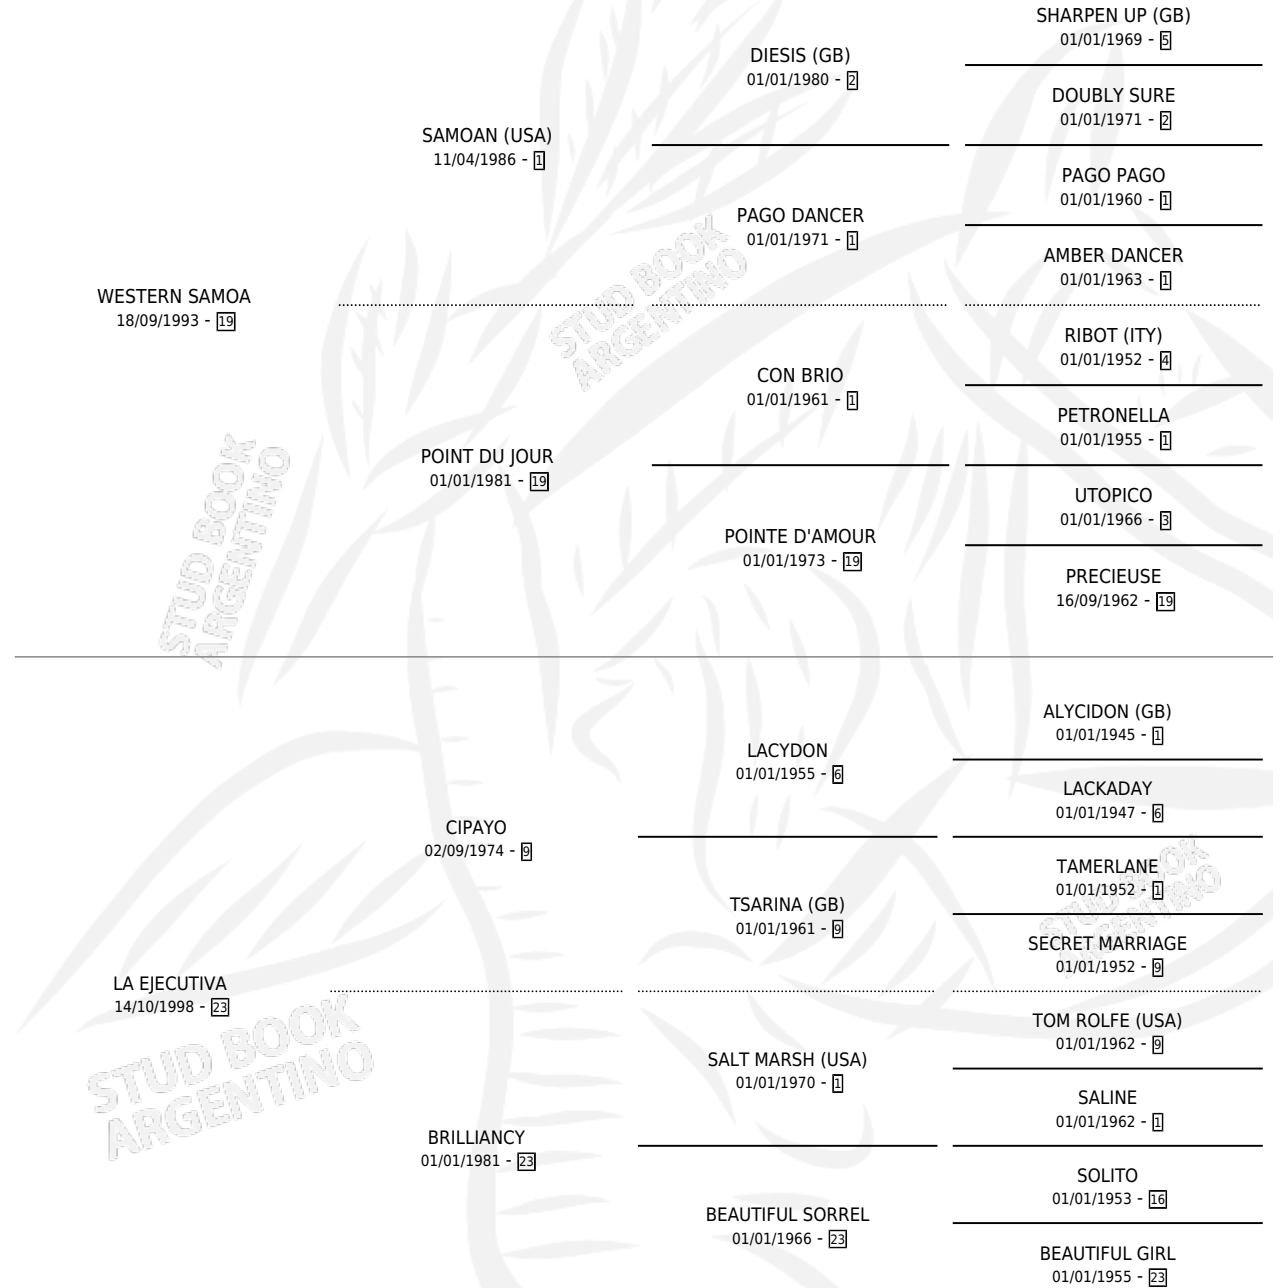 SHARPEN UP (GB)
01/01/1969 - 5
DIESIS (GB)
01/01/1980 - 2
DOUBLY SURE
01/01/1971 - 2
SAMOAN (USA)
11/04/1986 - 1
PAGO PAGO
01/01/1960 - 1
PAGO DANCER
01/01/1971 - 1
AMBER DANCER
01/01/1963 - 1
WESTERN SAMOA
18/09/1993 - 19
RIBOT (ITY)
01/01/1952 - 4
CON BRIO
01/01/1961 - 1
PETRONELLA
01/01/1955 - 1
POINT DU JOUR
01/01/1981 - 19
UTOPICO
01/01/1966 - 3
POINTE D'AMOUR
01/01/1973 - 19
PRECIEUSE
16/09/1962 - 19
STUD BOOK
ARGENTINO
STUD BOOK
ARGENTINO
ALYCIDON (GB)
01/01/1945 - 1
LACYDON
01/01/1955 - 6
LACKADAY
01/01/1947 - 6
CIPAYO
02/09/1974 - 9
TAMERLANE
01/01/1952 - 1
TSARINA (GB)
01/01/1961 - 9
SECRET MARRIAGE
01/01/1952 - 9
LA EJECUTIVA
14/10/1998 - 23
TOM ROLFE (USA)
01/01/1962 - 9
SALT MARSH (USA)
01/01/1970 - 1
SALINE
01/01/1962 - 1
BRILLIANCY
01/01/1981 - 23
SOLITO
01/01/1953 - 16
BEAUTIFUL SORREL
01/01/1966 - 23
BEAUTIFUL GIRL
01/01/1955 - 23
STUD BOOK
ARGENTINO
STUD BOOK
ARGENTINO